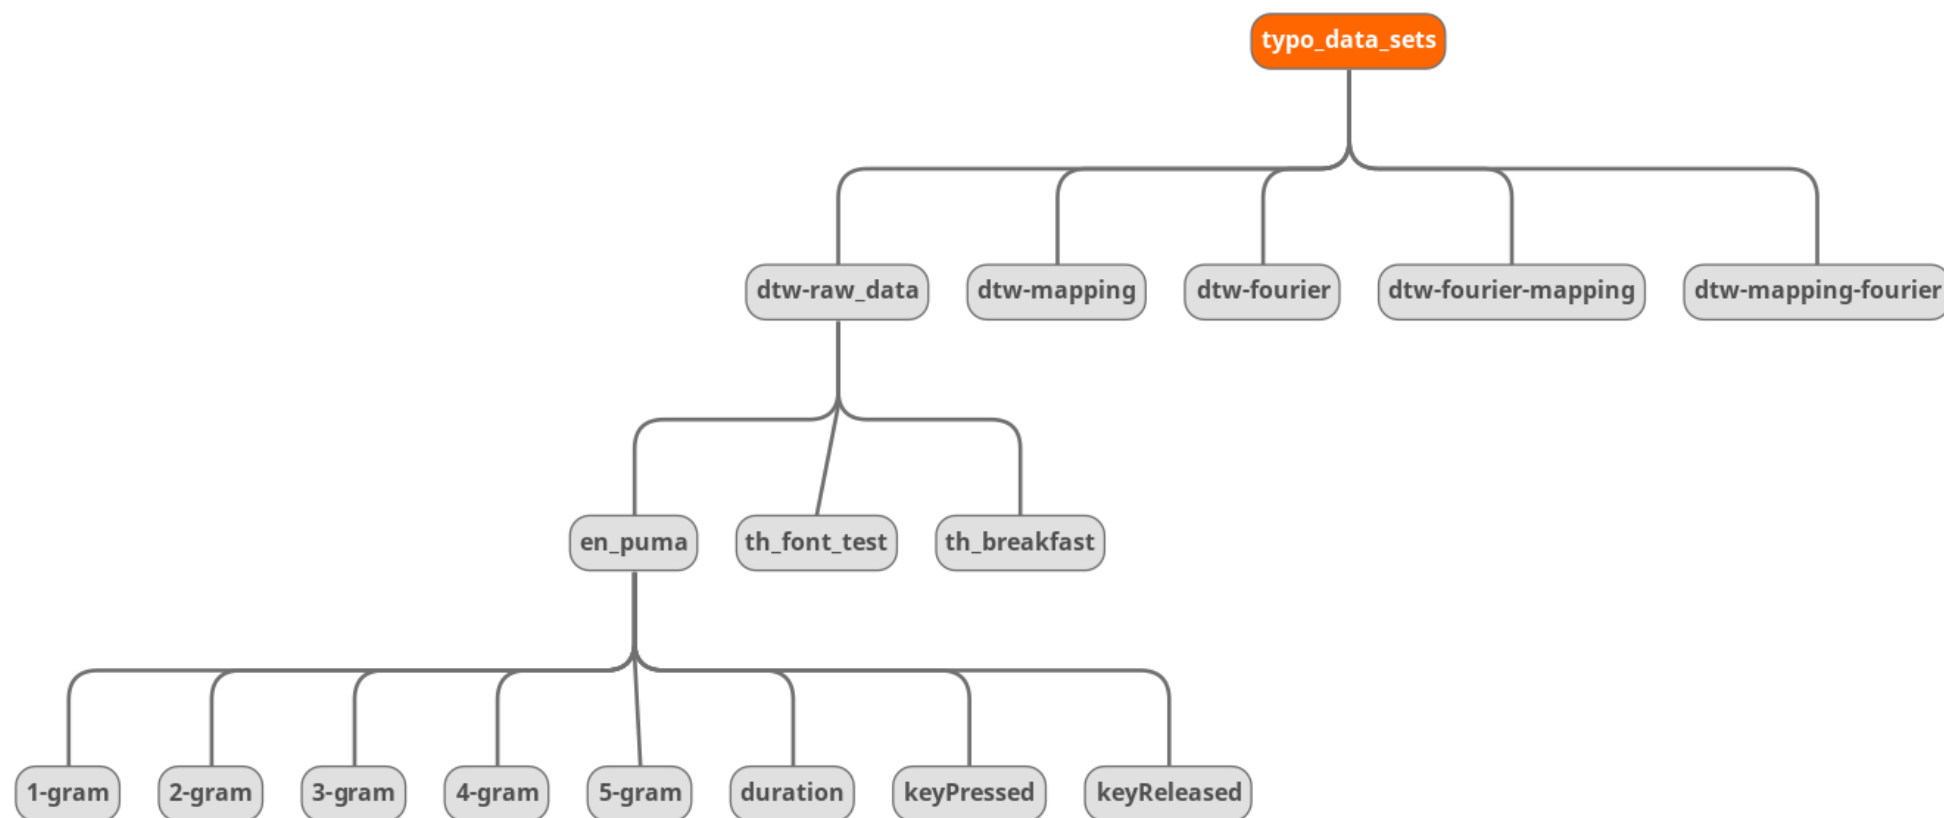 typo_data_sets
dtw-raw_data dtw-mapping dtw-fourier dtw-fourier-mapping dtw-mapping-fourier
en_puma th_font_test th_breakfast
1-gram 2-gram 3-gram 4-gram 5-gram duration keyPressed keyReleased